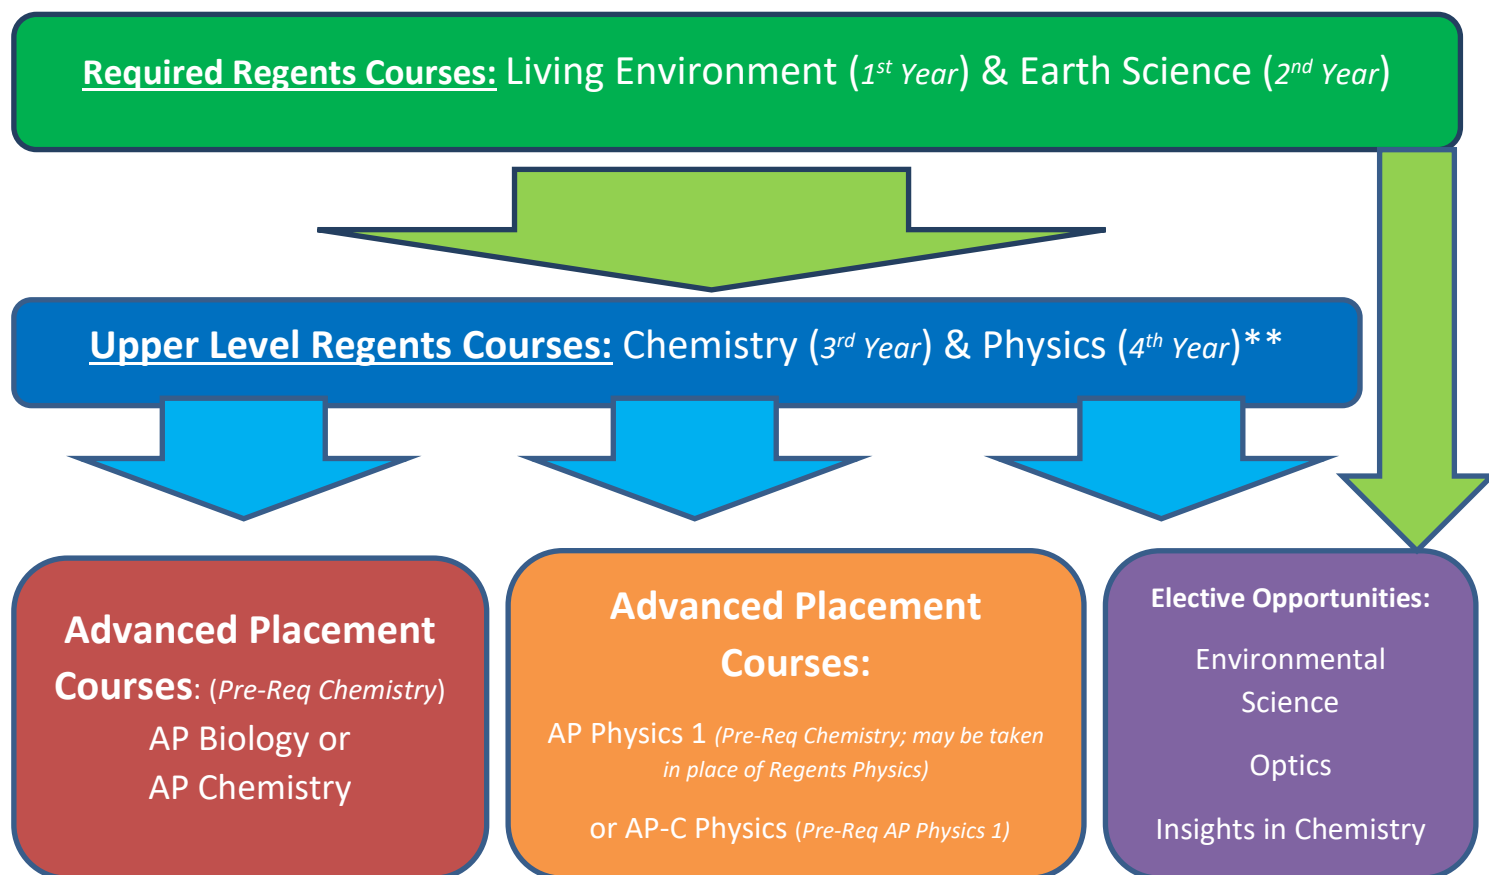 Required Regents Courses: Living Environment (1st Year) & Earth Science (2nd Year)
Upper Level Regents Courses: Chemistry (3rd Year) & Physics (4th Year)**
Advanced Placement
Courses: (Pre-Req Chemistry)
AP Biology or
AP Chemistry
Advanced Placement
Courses:
AP Physics 1 (Pre-Req Chemistry; may be taken
in place of Regents Physics)
or AP-C Physics (Pre-Req AP Physics 1)
Elective Opportunities:
Environmental
Science
Optics
Insights in Chemistry